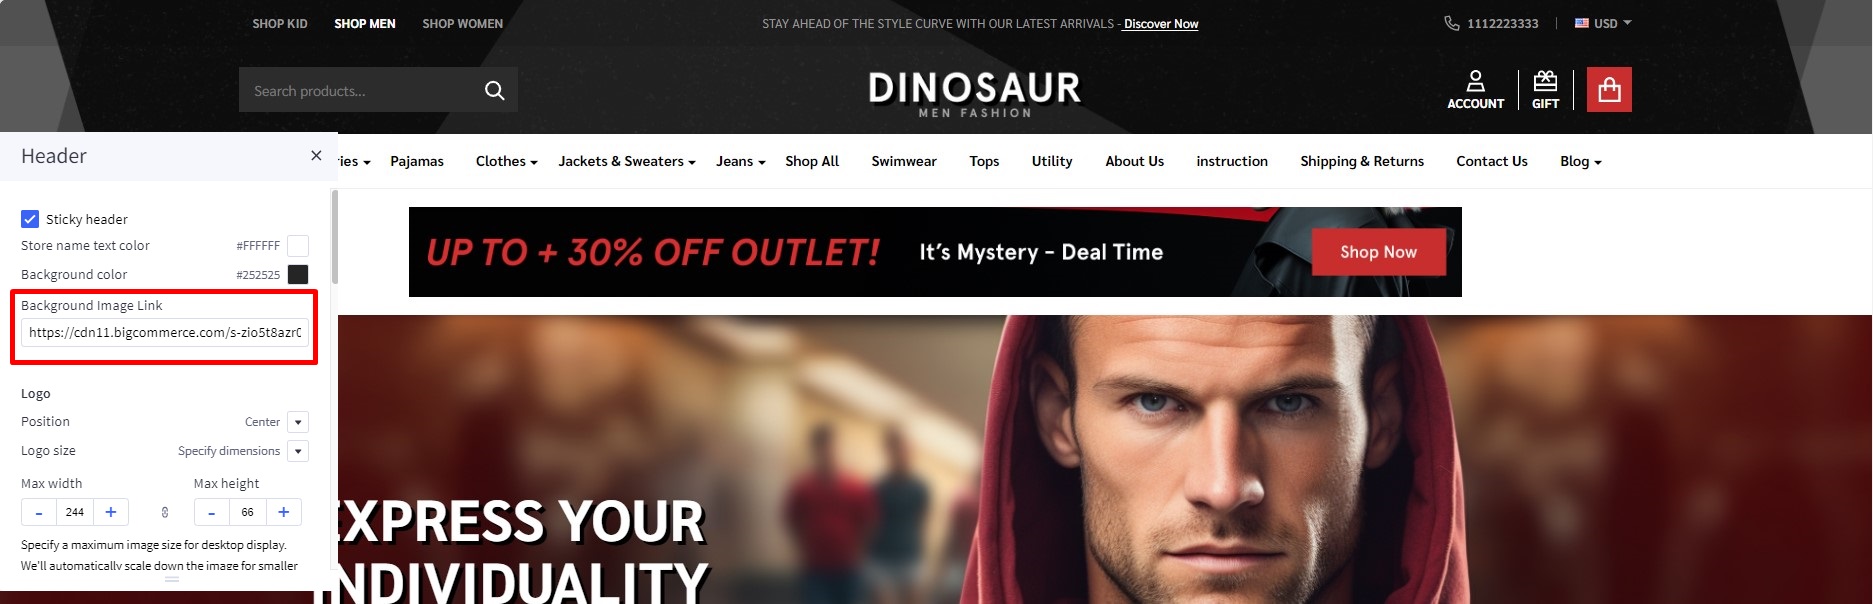 SHOP KID SHOP MEN SHOP WOMEN STAY AHEAD OF THE STYLE CURVE WITH OUR LATEST ARRIVALS - Discover Now 1112223333 USD
Search products...
DINOSAUR
MEN FASHION
ACCOUNT GIFT
ries Pajamas Clothes Jackets & Sweaters Jeans Shop All Swimwear Tops Utility About Us instruction Shipping & Returns Contact Us Blog
UP TO + 30% OFF OUTLET! It's Mystery - Deal Time Shop Now
EXPRESS YOUR
INDIVIDUALITY
Header
Sticky header
Store name text color #FFFFFF
Background color #252525
Background Image Link
https://cdn11.bigcommerce.com/s-zio5t8azr
Logo
Position Center
Logo size Specify dimensions
Max width Max height
- 244 + - 66 +
Specify a maximum image size for desktop display.
We'll automatically scale down the image for smaller